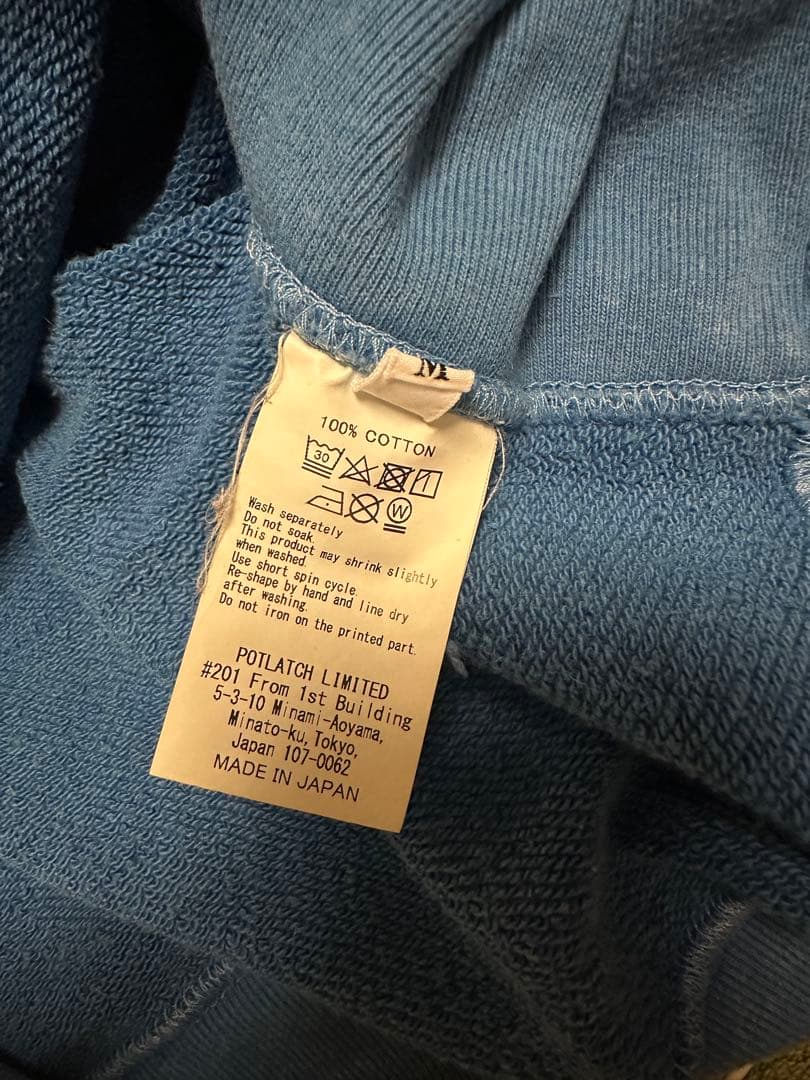 M
100% COTTON
30
W
Wash separately
Do not soak.
This product may shrink slightly
when washed.
Use short spin cycle.
Re-shape by hand and line dry
after washing.
Do not iron on the printed part.
POTLATCH LIMITED
#201 From 1st Building
5-3-10 Minami-Aoyama,
Minato-ku, Tokyo,
Japan 107-0062
MADE IN JAPAN